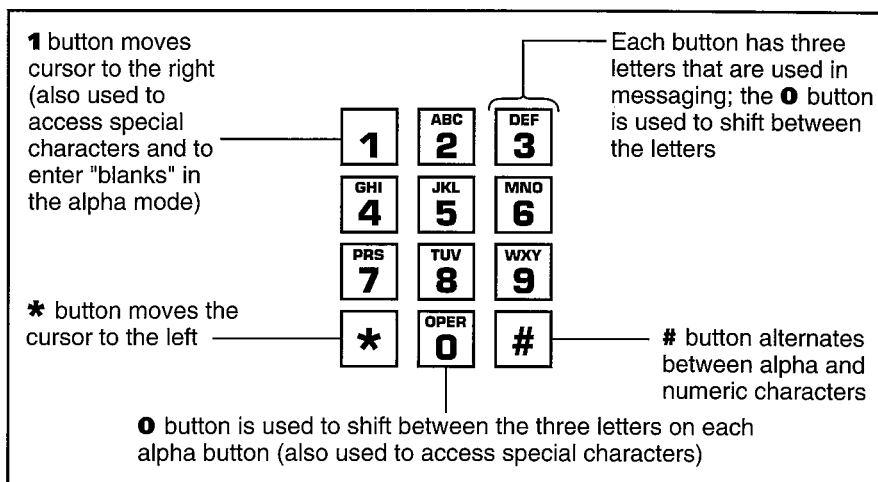 1 button moves
cursor to the right
(also used to
access special
characters and to
enter "blanks" in
the alpha mode)
Each button has three
letters that are used in
messaging; the 0 button
is used to shift between
the letters
1
ABC
2
DEF
3
GHI
4
JKL
5
MNO
6
PRS
7
TUV
8
WXY
9
*
OPER
0
#
* button moves the
cursor to the left
# button alternates
between alpha and
numeric characters
0 button is used to shift between the three letters on each
alpha button (also used to access special characters)